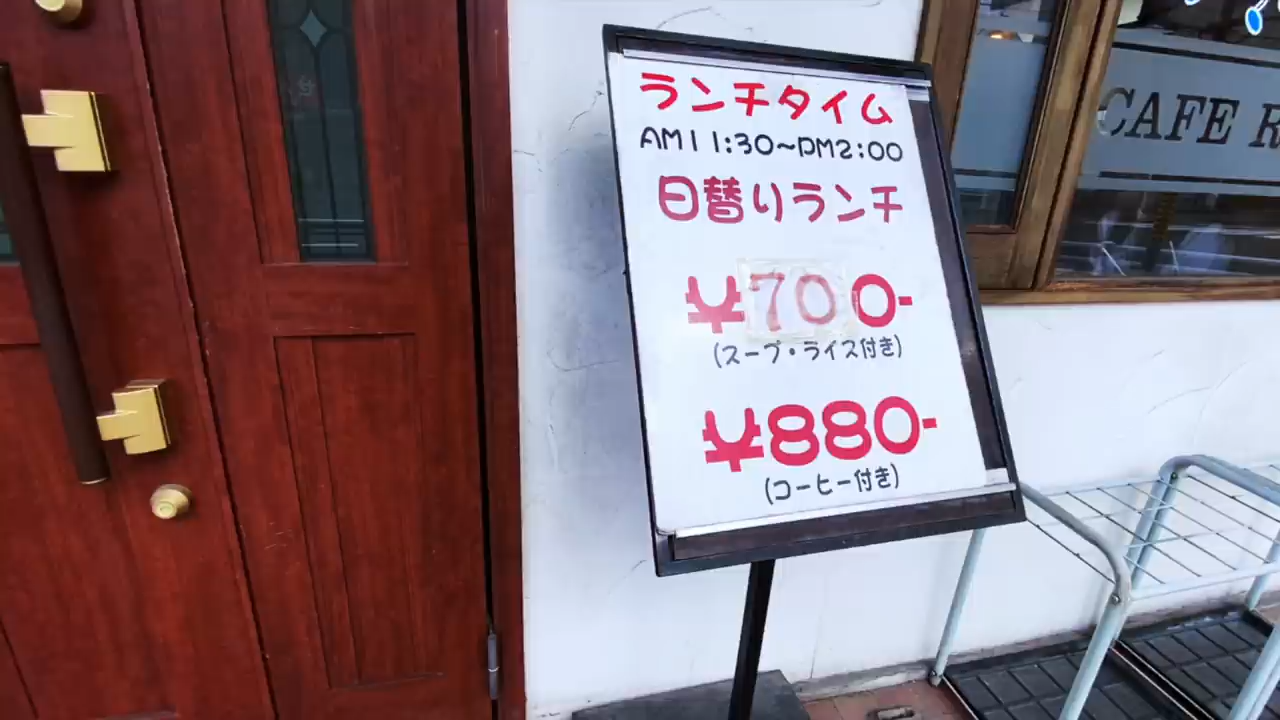 ランチタイム
AM11:30～PM2:00
日替りランチ
¥700-
(スープ・ライス付き)
¥880-
(コーヒー付き)
CAFE R